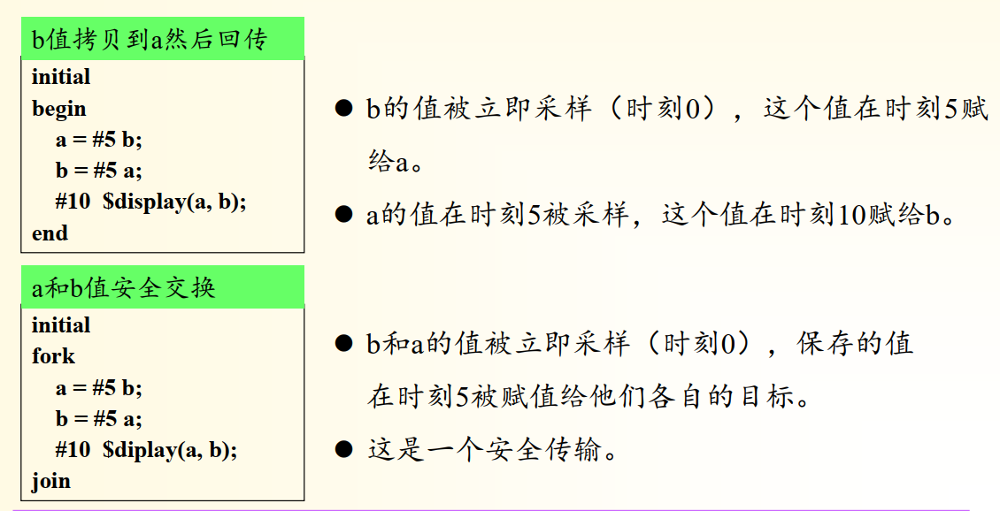 b值拷贝到a然后回传
initial
begin
a = #5 b;
b = #5 a;
#10 $display(a, b);
end
● b的值被立即采样（时刻0），这个值在时刻5赋
给a。
● a的值在时刻5被采样，这个值在时刻10赋给b。
a和b值安全交换
initial
fork
a = #5 b;
b = #5 a;
#10 $diplay(a, b);
join
● b和a的值被立即采样（时刻0），保存的值
在时刻5被赋值给他们各自的目标。
● 这是一个安全传输。